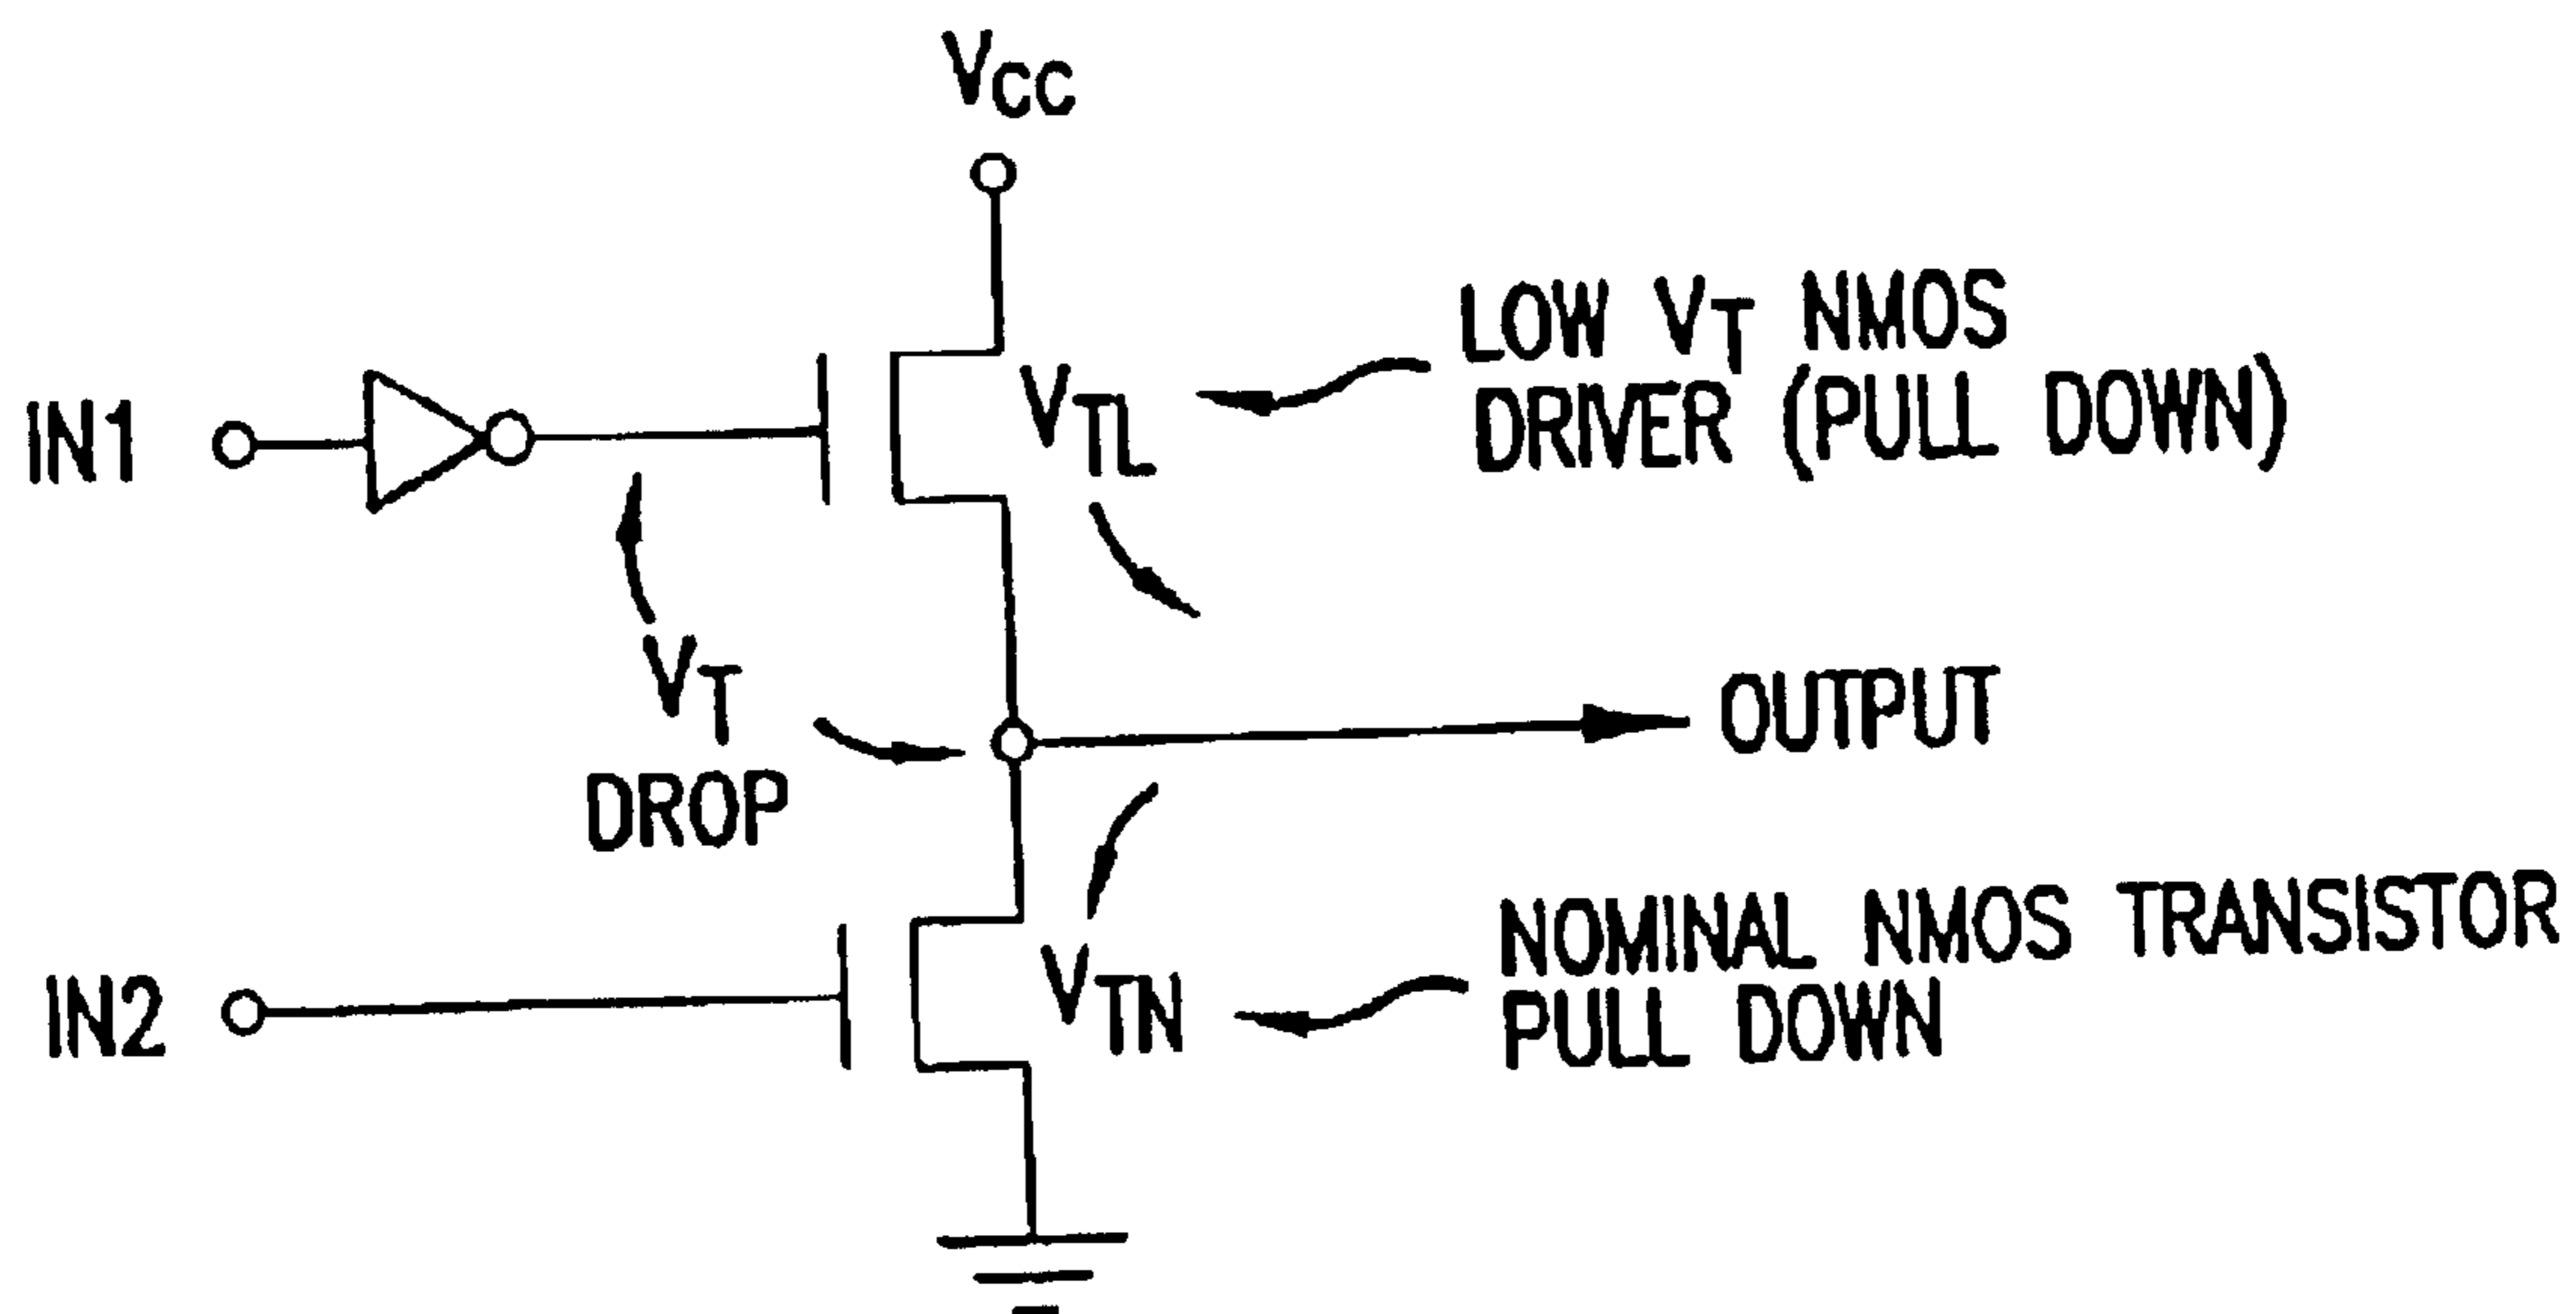 VCC
LOW VT NMOS
DRIVER (PULL DOWN)
IN1
VTL
VT
DROP
OUTPUT
NOMINAL NMOS TRANSISTOR
PULL DOWN
IN2
VTN